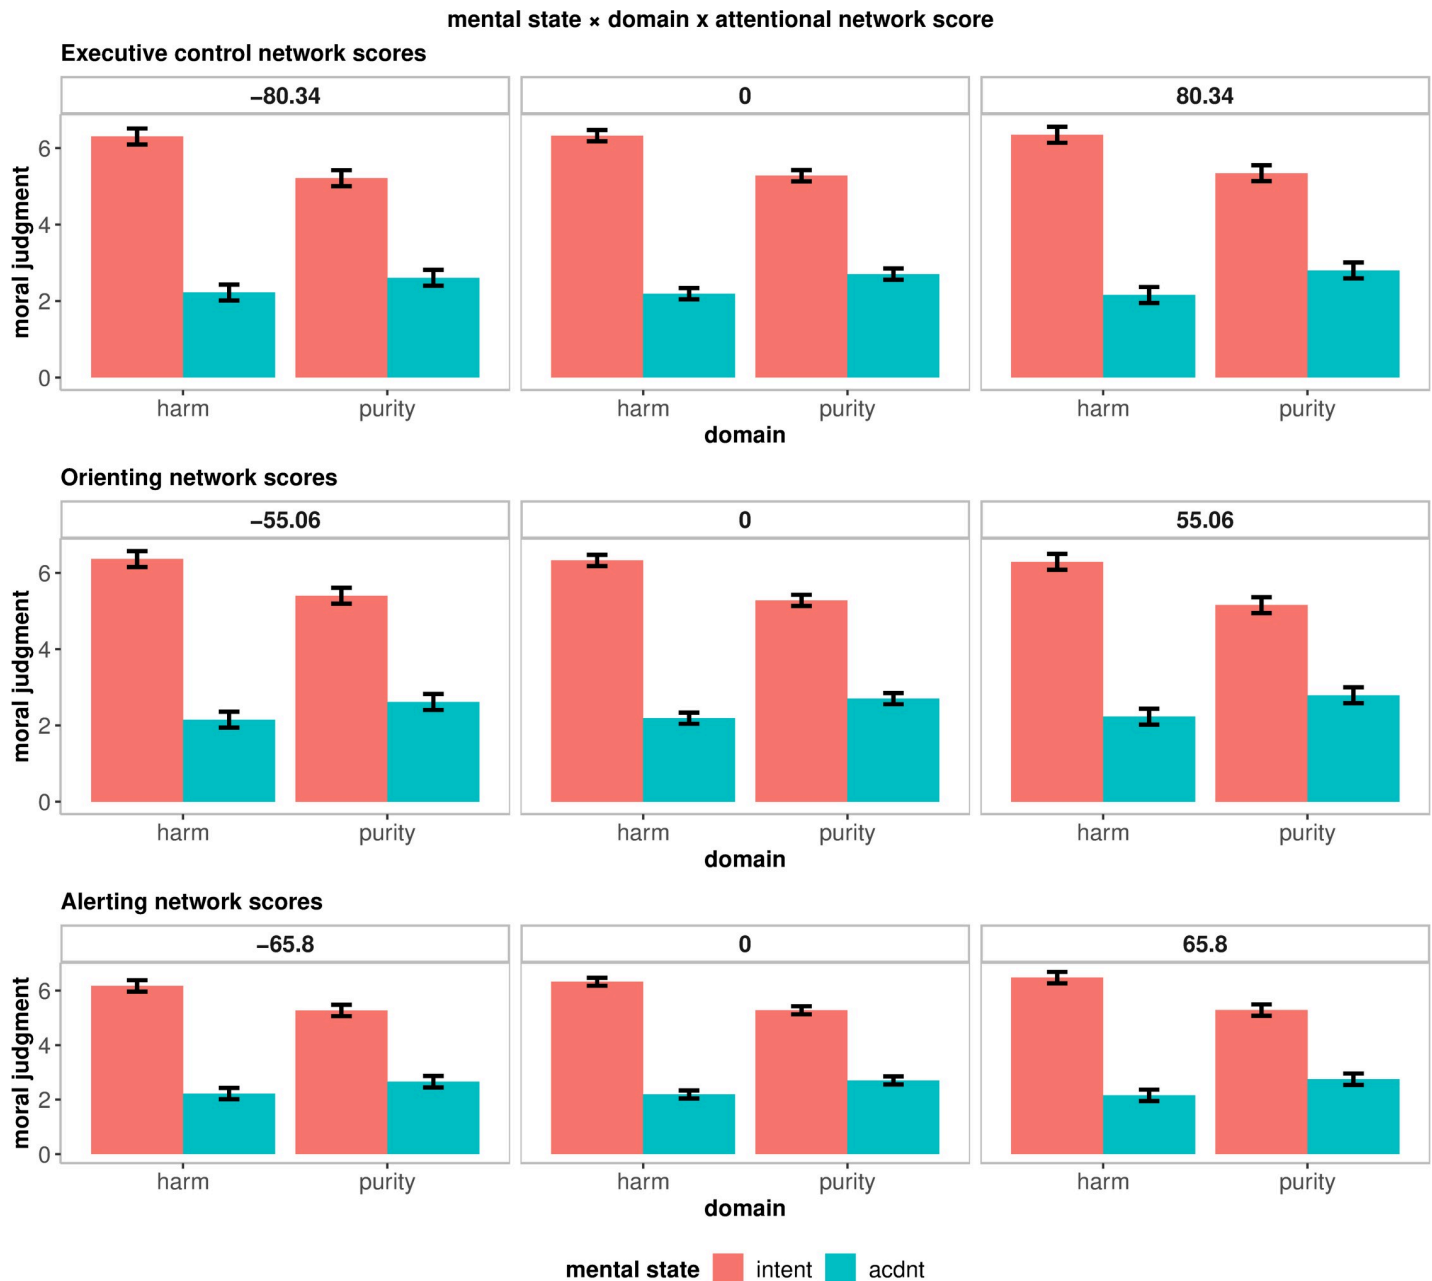 mental state × domain x attentional network score
Executive control network scores
−80.34 0 80.34
moral judgment
6
4
2
0
harm purity harm purity harm purity
domain
Orienting network scores
−55.06 0 55.06
moral judgment
6
4
2
0
harm purity harm purity harm purity
domain
Alerting network scores
−65.8 0 65.8
moral judgment
6
4
2
0
harm purity harm purity harm purity
domain
mental state intent acdnt